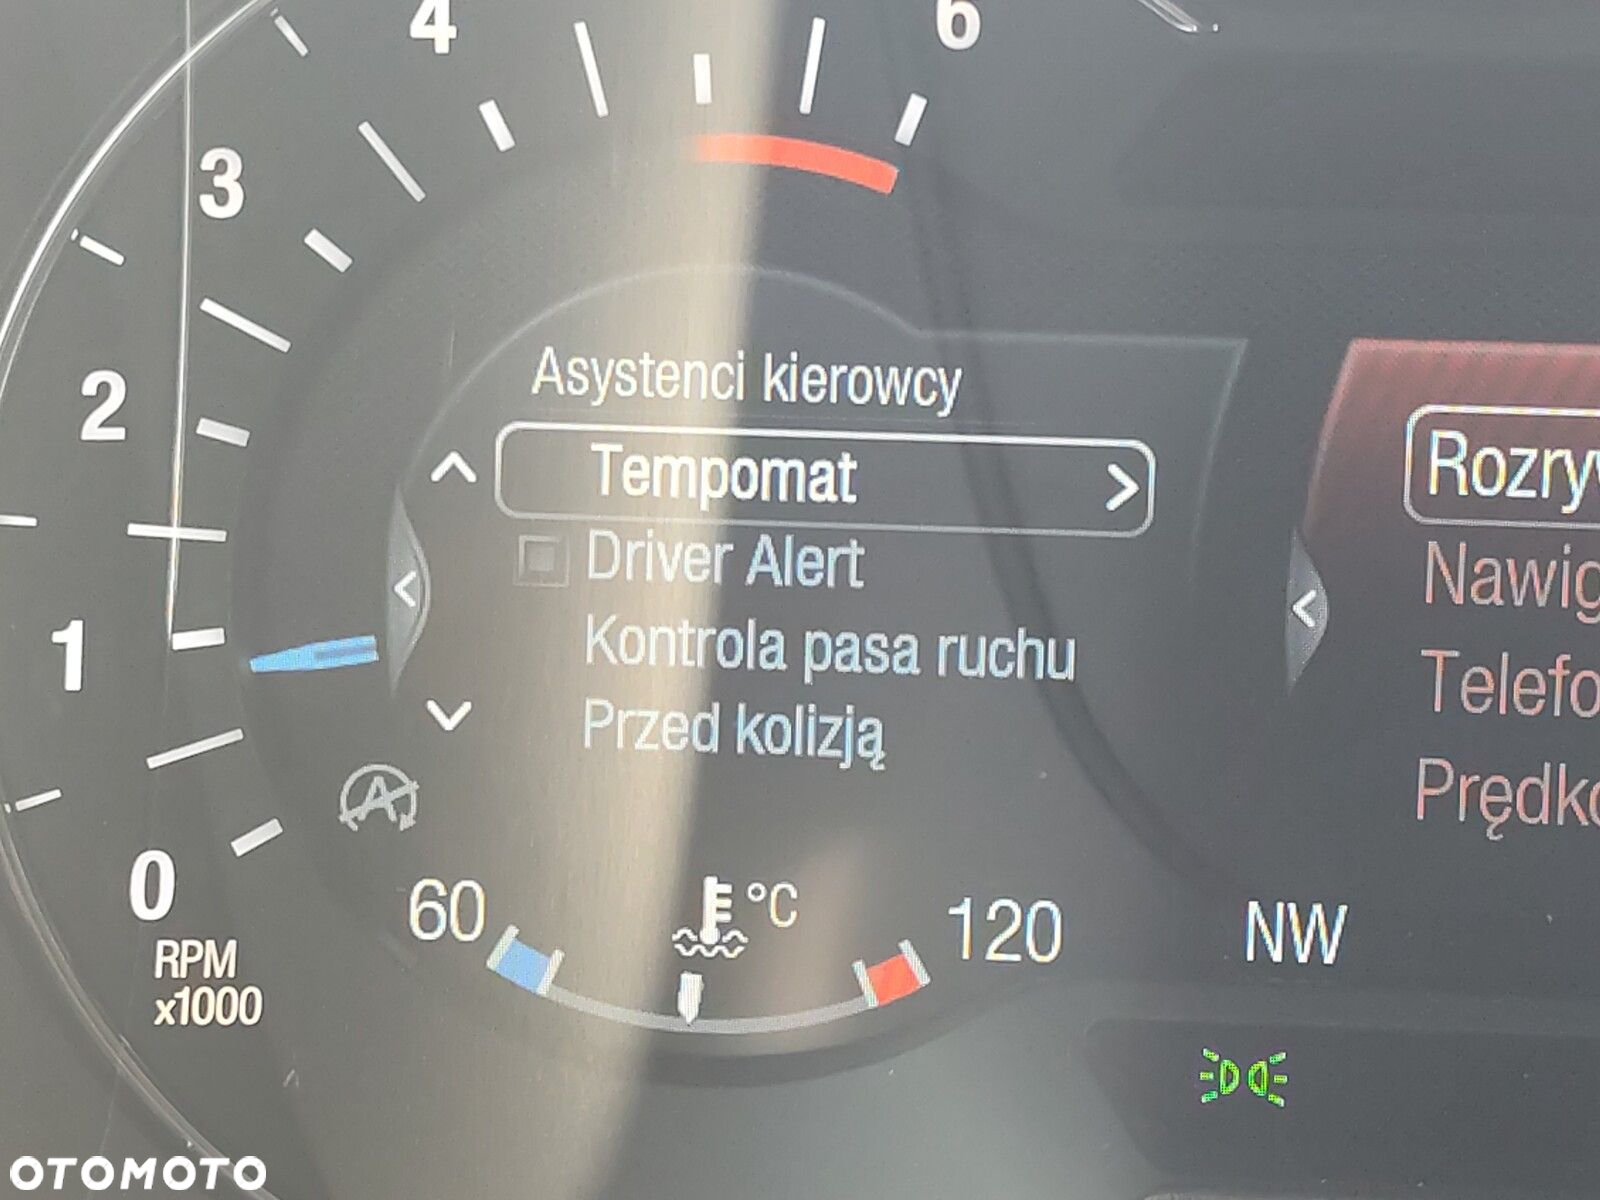 4
6
3
2
1
0
RPM
x1000
Asystenci kierowcy
Tempomat
Driver Alert
Kontrola pasa ruchu
Przed kolizją
A
60
°C
120
NW
OTOMOTO